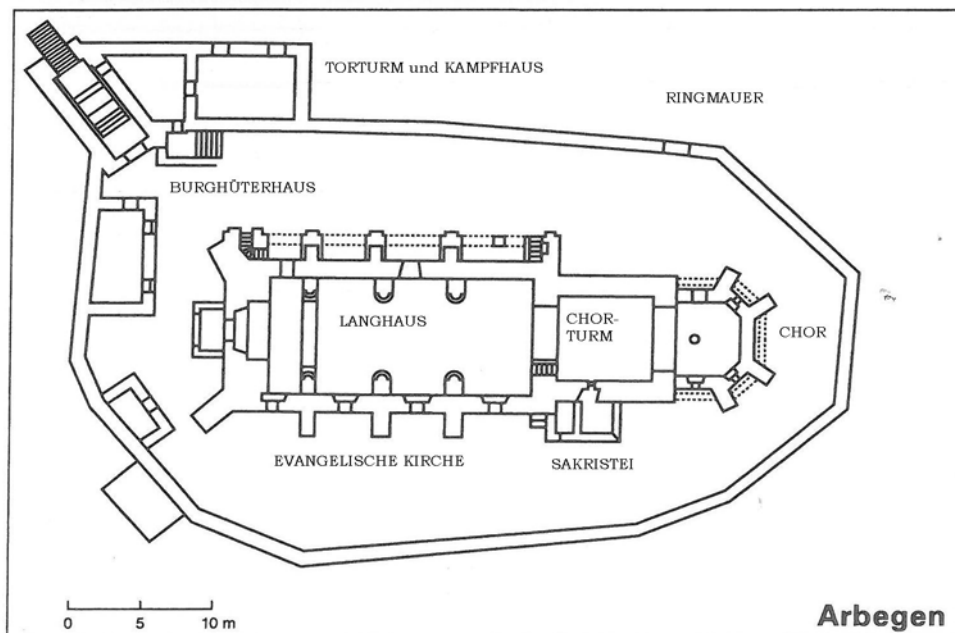 TORTURM und KAMPFHAUS
RINGMAUER
BURGHÜTERHAUS
LANGHAUS
CHOR-
TURM
CHOR
EVANGELISCHE KIRCHE
SAKRISTEI
0 5 10 m
Arbegen